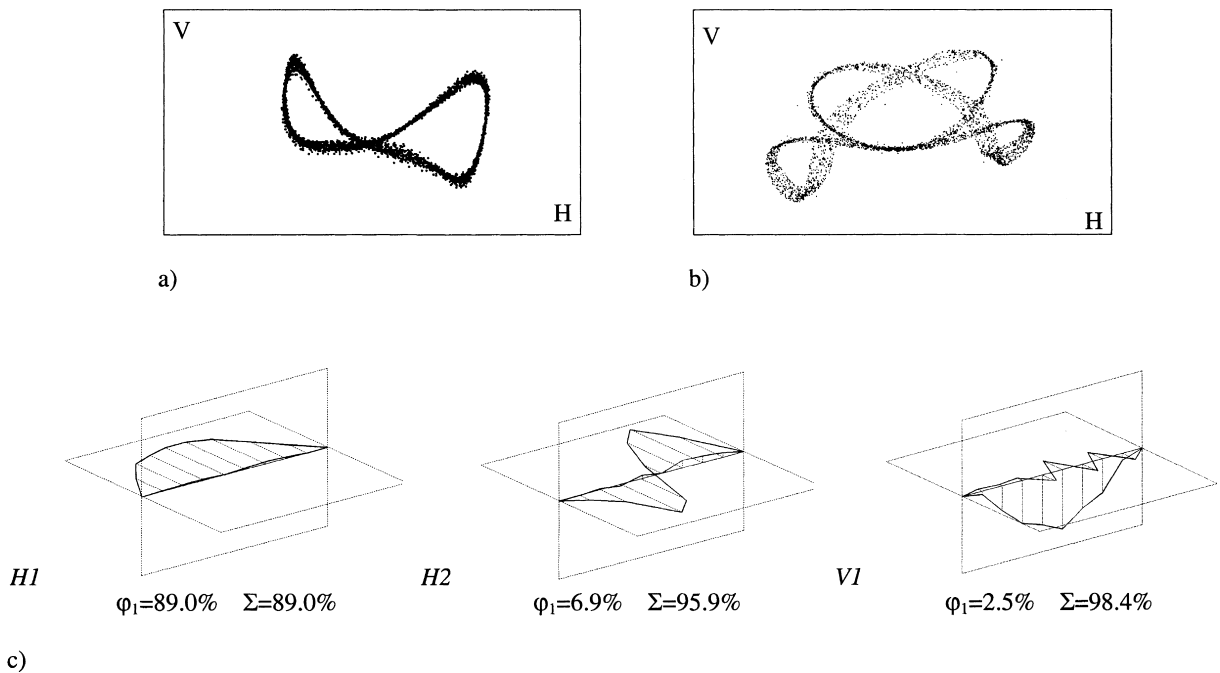 V
H
a)
V
H
b)
H1
φ₁=89.0% Σ=89.0%
H2
φ₁=6.9% Σ=95.9%
V1
φ₁=2.5% Σ=98.4%
c)